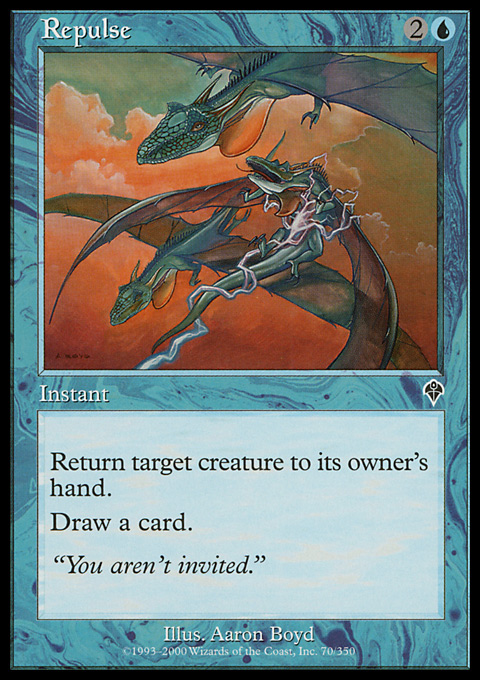 Repulse 2
Instant
Return target creature to its owner's
hand.
Draw a card.
“You aren't invited.”
Illus. Aaron Boyd
©1993–2000 Wizards of the Coast, Inc. 70/350